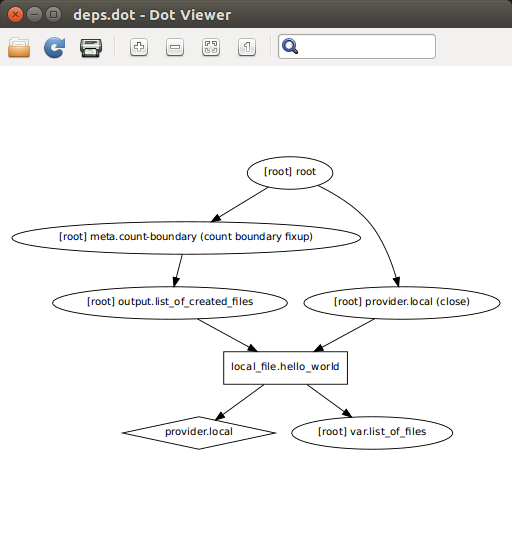 deps.dot - Dot Viewer
1
[root] root
[root] meta.count-boundary (count boundary fixup)
[root] output.list_of_created_files
[root] provider.local (close)
local_file.hello_world
provider.local
[root] var.list_of_files